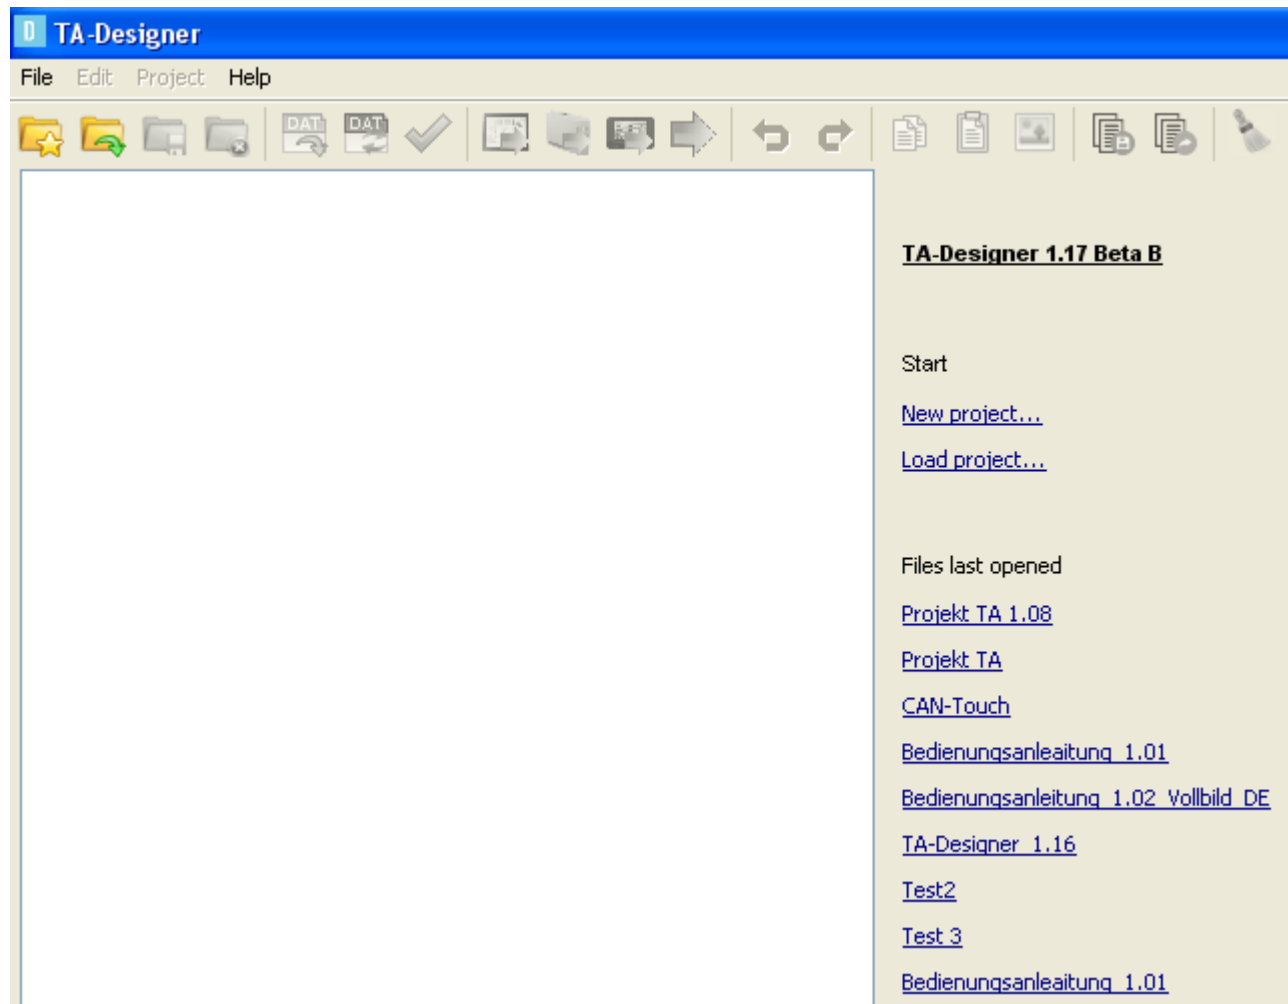 D TA-Designer
File Edit Project Help
DAT DAT
TA-Designer 1.17 Beta B
Start
New project...
Load project...
Files last opened
Projekt TA 1.08
Projekt TA
CAN-Touch
Bedienungsanleaitung_1.01
Bedienungsanleitung_1.02_Vollbild_DE
TA-Designer_1.16
Test2
Test 3
Bedienungsanleaitung_1.01